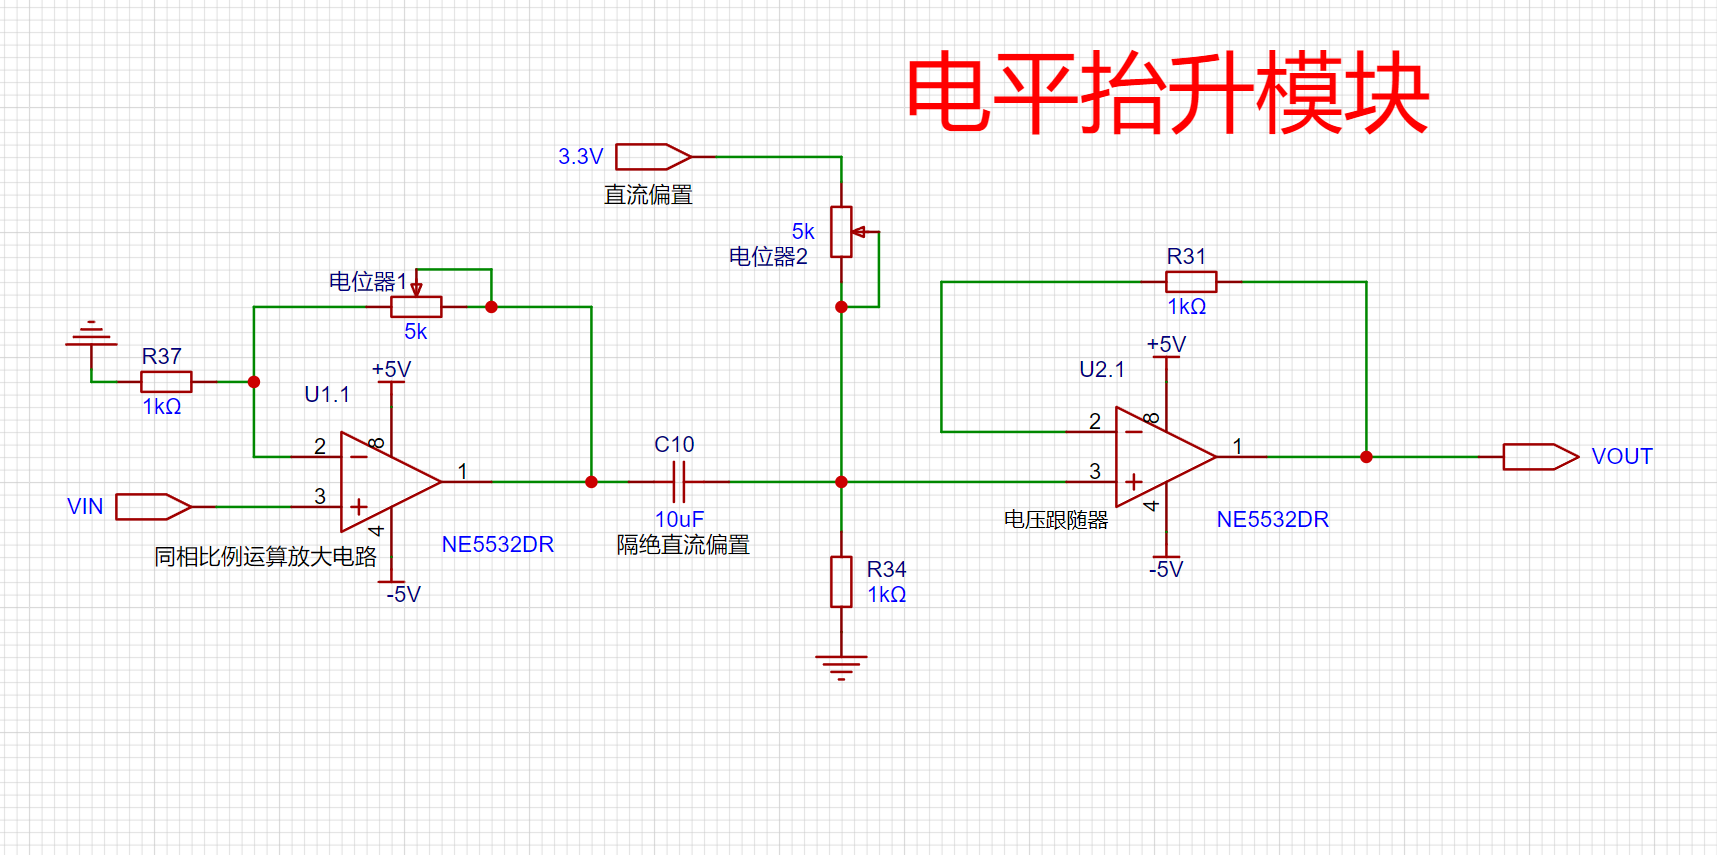 电平抬升模块
3.3V
直流偏置
5k
电位器2
电位器1
5k
R37
1kΩ
U1.1
+5V
8
2
3
1
4
-5V
VIN
同相比例运算放大电路
NE5532DR
C10
10uF
隔绝直流偏置
R34
1kΩ
R31
1kΩ
+5V
U2.1
8
2
3
1
4
-5V
电压跟随器
NE5532DR
VOUT